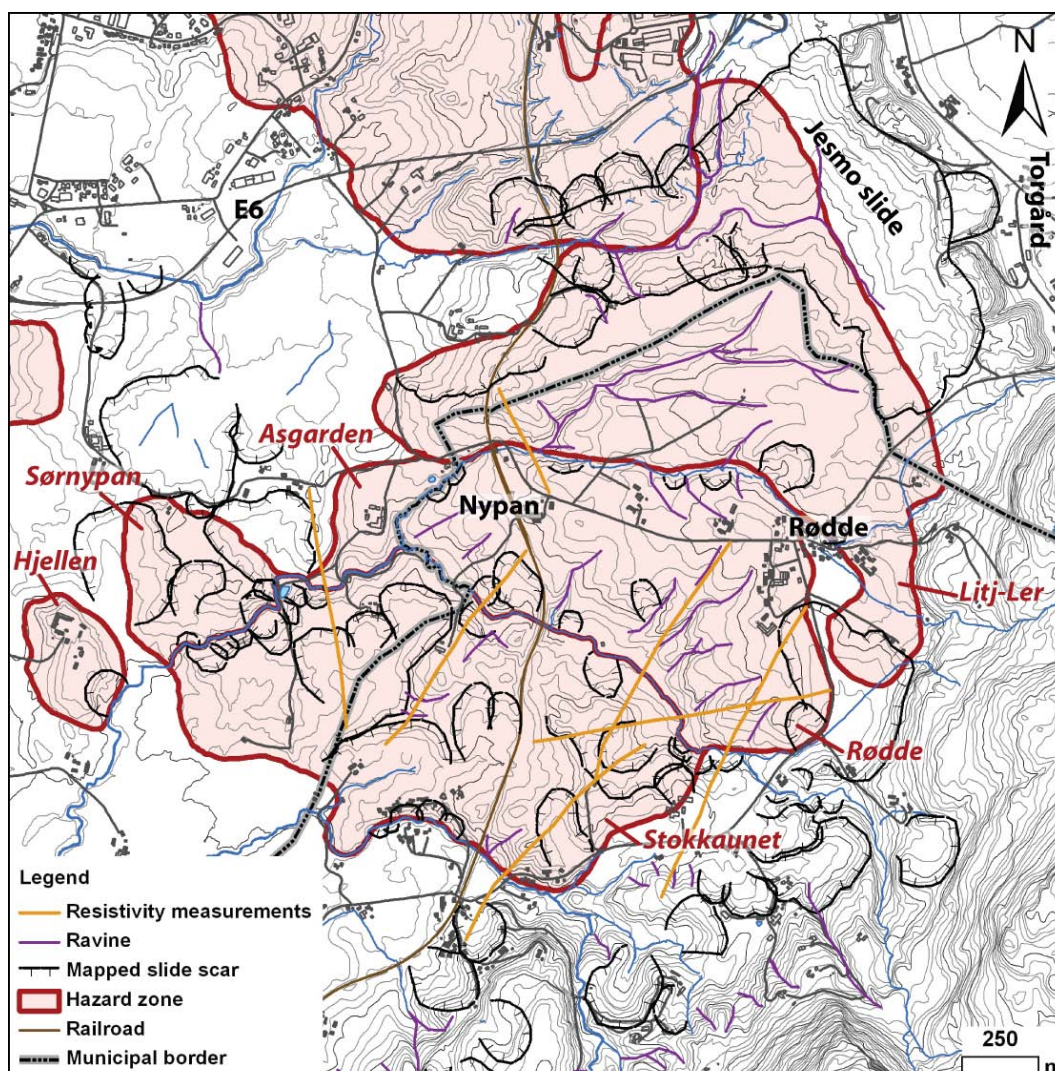 N
Jesmo slide
Torgård
E6
Asgarden
Sørnypan
Nypan
Rødde
Hjellen
Litj-Ler
Rødde
Stokkaunet
Legend
Resistivity measurements
Ravine
Mapped slide scar
Hazard zone
Railroad
Municipal border
250